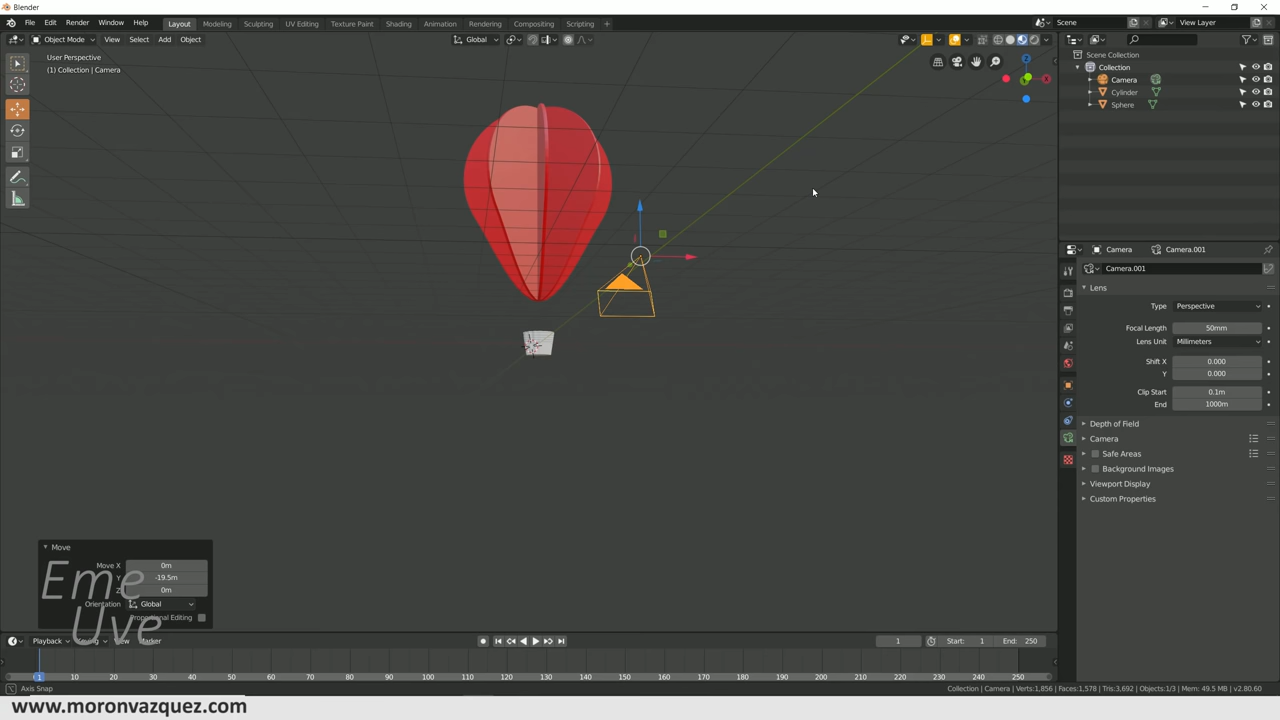 Blender
File Edit Render Window Help
Layout Modeling Sculpting UV Editing Texture Paint Shading Animation Rendering Compositing Scripting +
Scene
View Layer
Object Mode View Select Add Object
Global
User Perspective
(1) Collection | Camera
Scene Collection
Collection
Camera
Cylinder
Sphere
Camera
Camera.001
Camera.001
Lens
Type Perspective
Focal Length 50mm
Lens Unit Millimeters
Shift X 0.000
Y 0.000
Clip Start 0.1m
End 1000m
Depth of Field
Camera
Safe Areas
Background Images
Viewport Display
Custom Properties
Move
Move X 0m
Y -19.5m
Z 0m
Orientation Global
Proportional Editing
Eme
Uve
Playback Keying View Marker
1
Start: 1
End: 250
1 10 20 30 40 50 60 70 80 90 100 110 120 130 140 150 160 170 180 190 200 210 220 230 240 250
Axis Snap
Collection | Camera | Verts:1,856 | Faces:1,578 | Tris:3,692 | Objects:1/3 | Mem: 49.5 MB | v2.80.60
www.moronvazquez.com